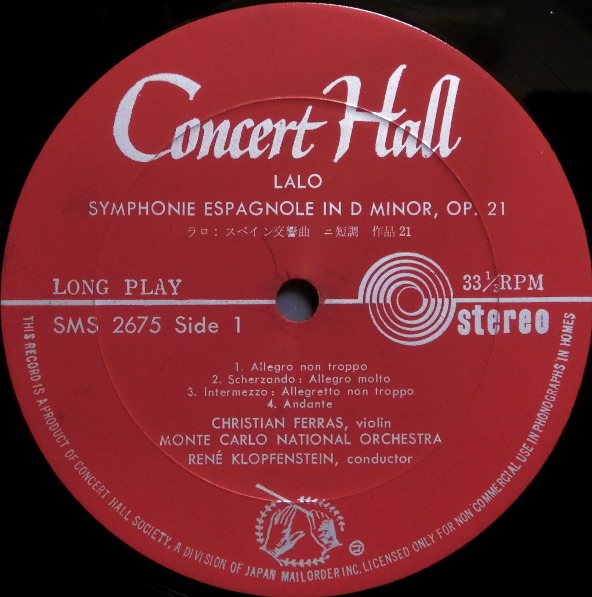 Concert Hall
LALO
SYMPHONIE ESPAGNOLE IN D MINOR, OP. 21
ラロ： スペイン交響曲 ニ短調 作品21
LONG PLAY
33 1/3 RPM
SMS 2675 Side 1
stereo
1. Allegro non troppo
2. Scherzando : Allegro molto
3. Intermezzo : Allegretto non troppo
4. Andante
CHRISTIAN FERRAS, violin
MONTE CARLO NATIONAL ORCHESTRA
RENÉ KLOPFENSTEIN, conductor
THIS RECORD IS A PRODUCT OF CONCERT HALL SOCIETY, A DIVISION OF JAPAN MAIL ORDER INC. LICENSED ONLY FOR NON COMMERCIAL USE IN PHONOGRAPHS IN HOMES